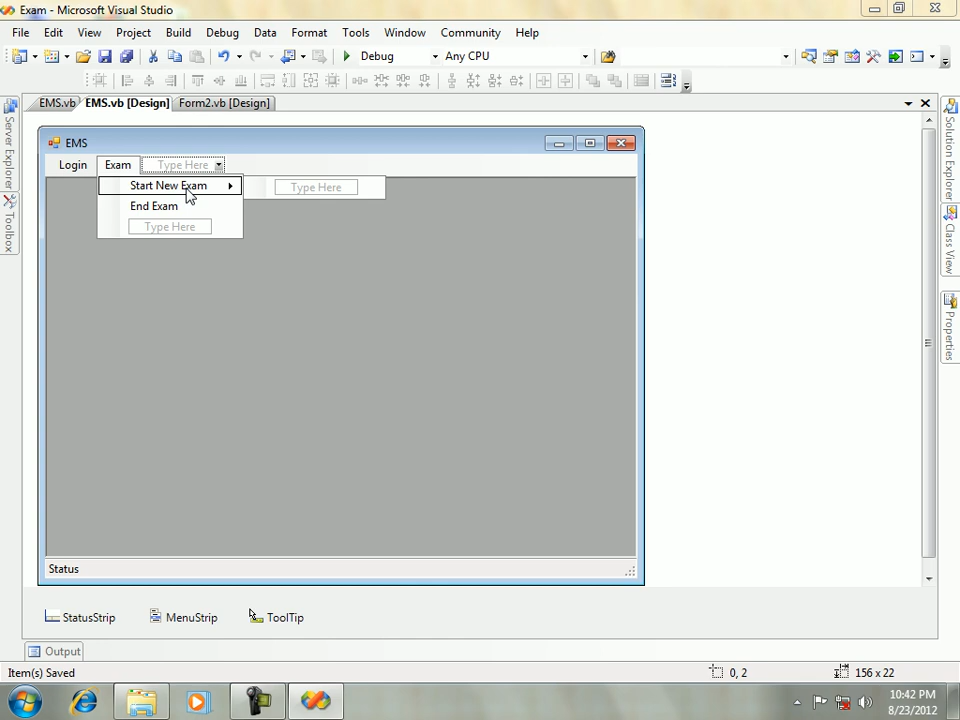 Exam - Microsoft Visual Studio
File Edit View Project Build Debug Data Format Tools Window Community Help
Debug Any CPU
EMS.vb EMS.vb [Design] Form2.vb [Design]
Server Explorer
Toolbox
EMS
Login Exam Type Here
Start New Exam Type Here
End Exam
Type Here
Status
StatusStrip MenuStrip ToolTip
Solution Explorer
Class View
Properties
Output
Item(s) Saved 0, 2 156 x 22
10:42 PM
8/23/2012